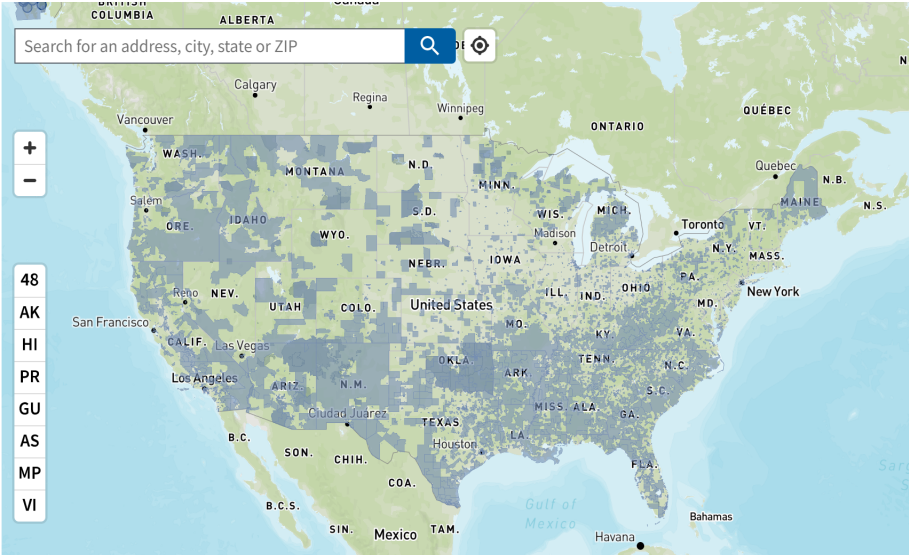 BRITISH
COLUMBIA
ALBERTA
Canada
Search for an address, city, state or ZIP
Calgary
Regina
Winnipeg
Vancouver
ONTARIO
QUÉBEC
+
−
WASH.
MONTANA
N.D.
MINN.
Quebec
N.B.
MAINE
N.S.
Salem
ORE.
IDAHO
S.D.
WIS.
MICH.
Toronto
VT.
WYO.
Madison
Detroit
N.Y.
MASS.
NEBR.
IOWA
PA.
48
Reno
NEV.
UTAH
COLO.
United States
ILL.
IND.
OHIO
New York
MD.
AK
San Francisco
MO.
KY.
VA.
HI
CALIF.
Las Vegas
OKLA.
ARK.
TENN.
N.C.
PR
Los Angeles
ARIZ.
N.M.
S.C.
GU
Ciudad Juárez
TEXAS
MISS.
ALA.
GA.
AS
B.C.
Houston
LA.
SON.
CHIH.
FLA.
MP
COA.
VI
B.C.S.
Gulf of
Mexico
Bahamas
SIN.
Mexico
TAM.
Havana